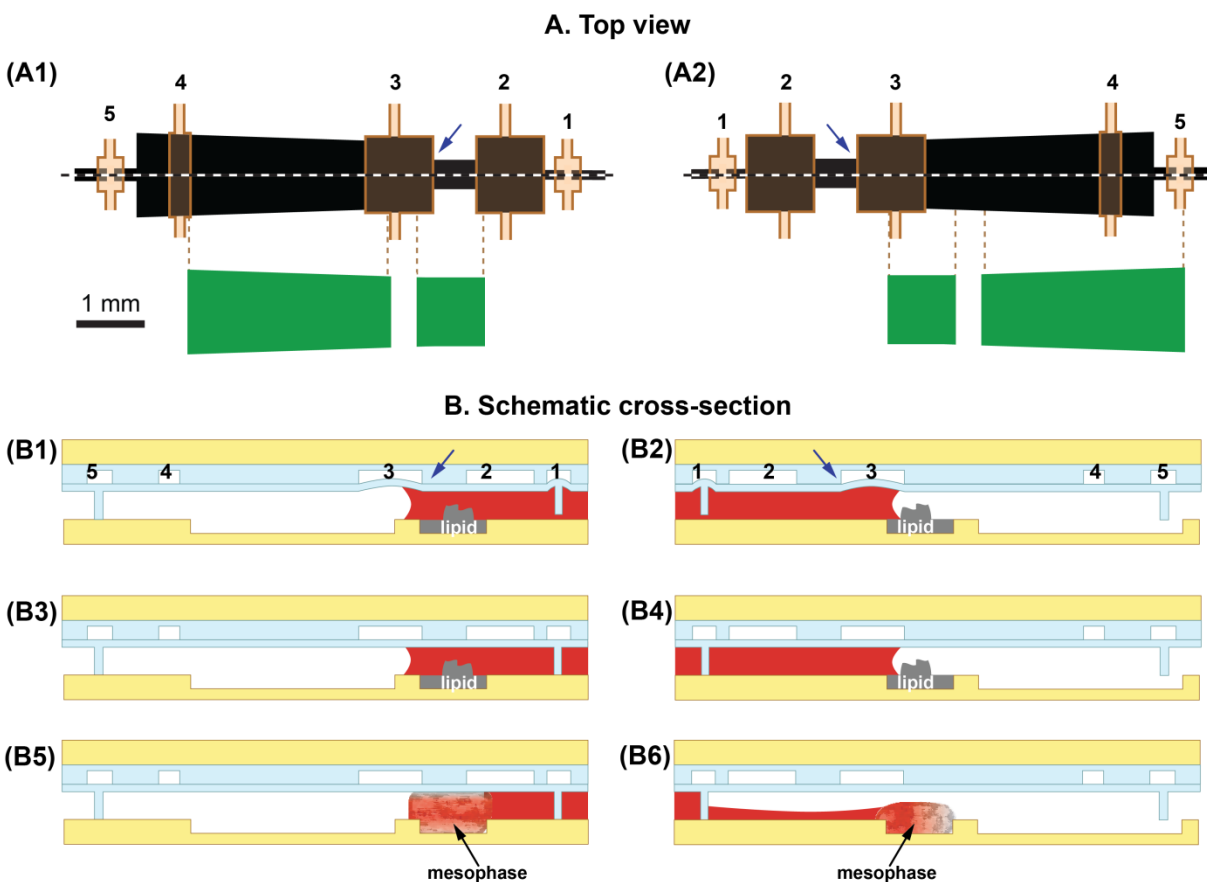 A. Top view
(A1)
(A2)
4
3
2
5
1
2
3
4
1
5
1 mm
B. Schematic cross-section
(B1)
5
4
3
2
1
lipid
(B2)
1
2
3
4
5
lipid
(B3)
lipid
(B4)
lipid
(B5)
mesophase
(B6)
mesophase